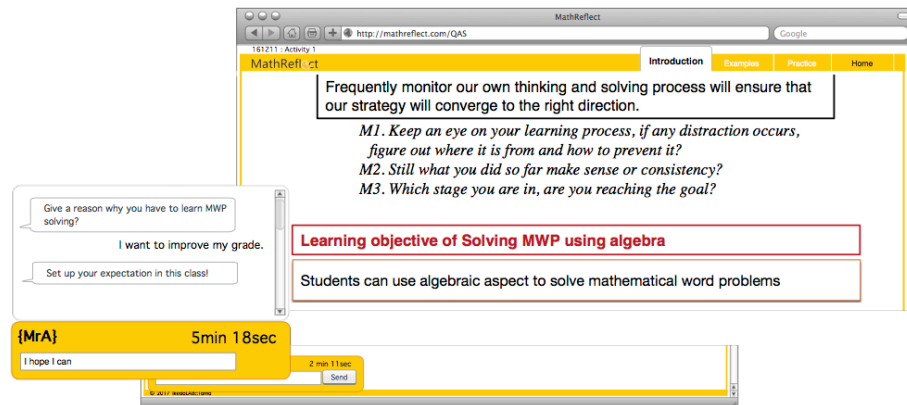 MathReflect
http://mathreflect.com/QAS
Google
161211 : Activity 1
MathReflect
Introduction
Examples
Practice
Home
Frequently monitor our own thinking and solving process will ensure that
our strategy will converge to the right direction.
M1. Keep an eye on your learning process, if any distraction occurs,
figure out where it is from and how to prevent it?
M2. Still what you did so far make sense or consistency?
M3. Which stage you are in, are you reaching the goal?
Learning objective of Solving MWP using algebra
Students can use algebraic aspect to solve mathematical word problems
Give a reason why you have to learn MWP
solving?
I want to improve my grade.
Set up your expectation in this class!
{MrA}
5min 18sec
I hope I can
2 min 11sec
Send
© 2017